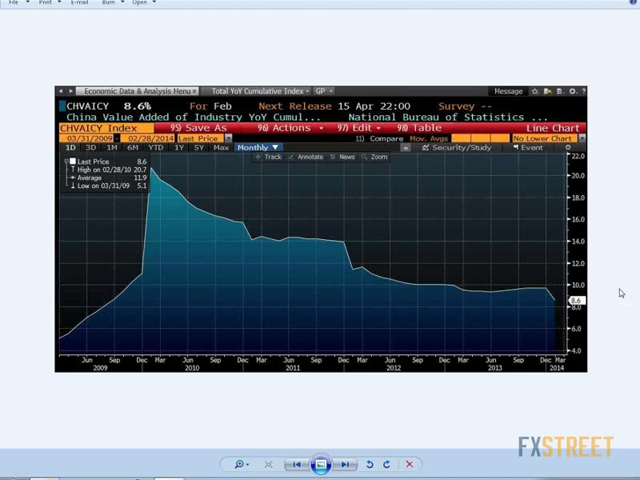 File Print E-mail Burn Open
Economic Data & Analysis Menu Total YoY Cumulative Index GP Message
CHVAICY 8.6% For Feb Next Release 15 Apr 22:00 Survey --
China Value Added of Industry YoY Cumul... National Bureau of Statistics ...
CHVAICY Index 95) Save As 96) Actions 97) Edit 98) Table Line Chart
03/31/2009 - 02/28/2014 Last Price 11) Compare Mov. Avgs No Lower Chart
1D 3D 1M 6M YTD 1Y 5Y Max Monthly Security/Study Event
Track Annotate News Zoom
Last Price 8.6
High on 02/28/10 20.7
Average 11.9
Low on 03/31/09 5.1
22.0
20.0
18.0
16.0
14.0
12.0
10.0
8.6
8.0
6.0
4.0
Jun Sep Dec Mar Jun Sep Dec Mar Jun Sep Dec Mar Jun Sep Dec Mar Jun Sep Dec Mar
2009 2010 2011 2012 2013 2014
FXSTREET